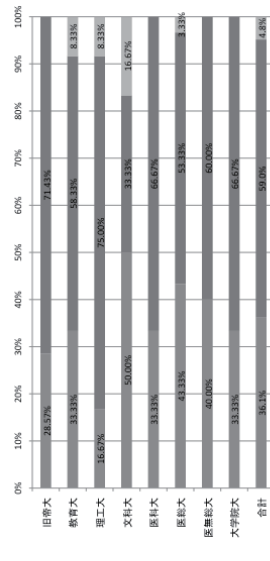 0% 10% 20% 30% 40% 50% 60% 70% 80% 90% 100%
旧帝大 28.57% 71.43%
教育大 33.33% 58.33% 8.33%
理工大 16.67% 75.00% 8.33%
文科大 50.00% 33.33% 16.67%
医科大 33.33% 66.67%
医総大 43.33% 53.33% 3.33%
医無総大 40.00% 60.00%
大学院大 33.33% 66.67%
合計 36.1% 59.0% 4.8%